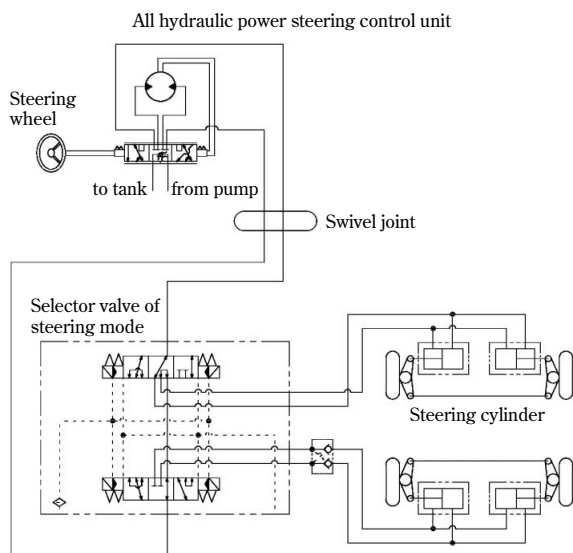 All hydraulic power steering control unit
Steering
wheel
to tank
from pump
Swivel joint
Selector valve of
steering mode
Steering cylinder